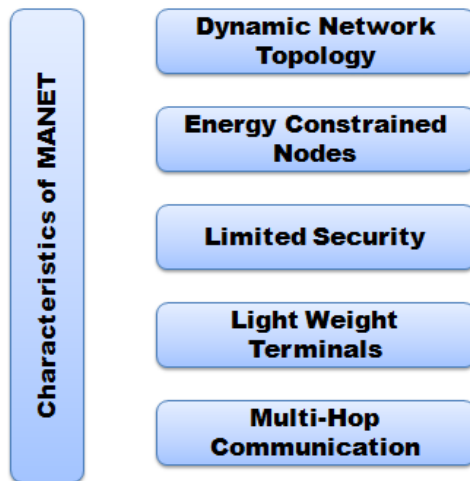 Characteristics of MANET
Dynamic Network
Topology
Energy Constrained
Nodes
Limited Security
Light Weight
Terminals
Multi-Hop
Communication